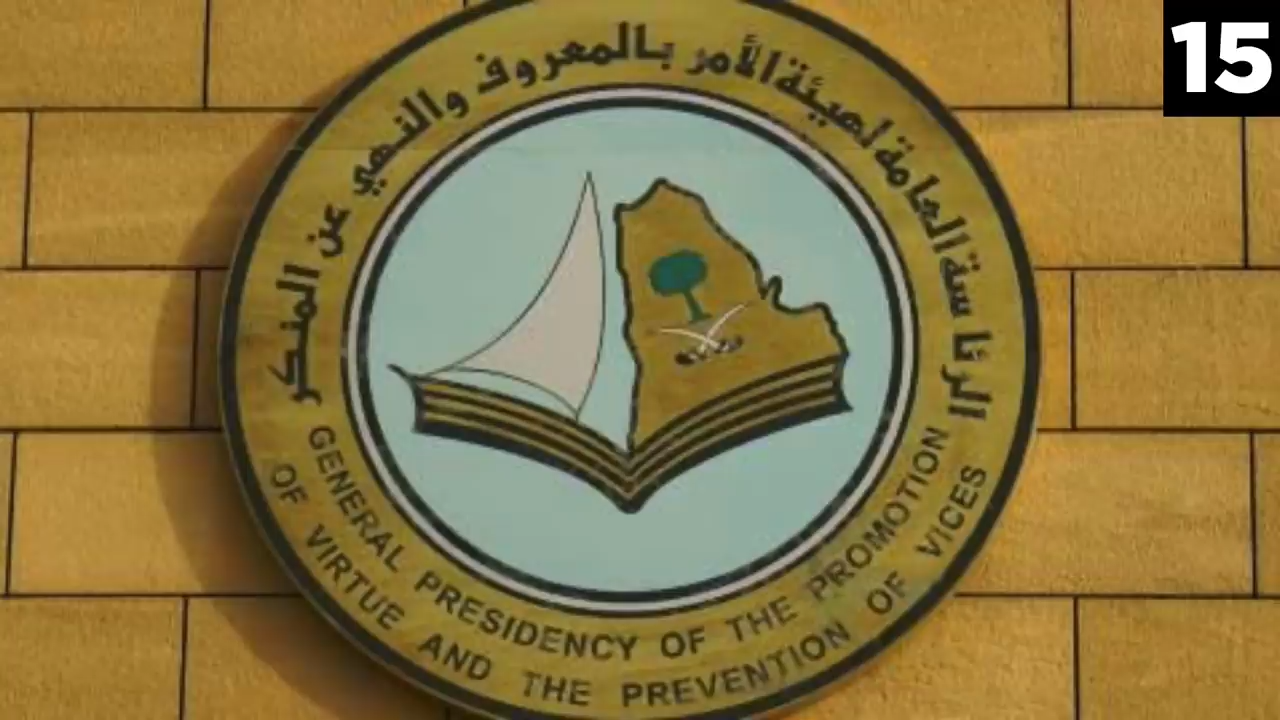 15
الرئاسة العامة لهيئة الأمر بالمعروف والنهي عن المنكر
GENERAL PRESIDENCY OF THE PROMOTION
OF VIRTUE AND THE PREVENTION OF VICES